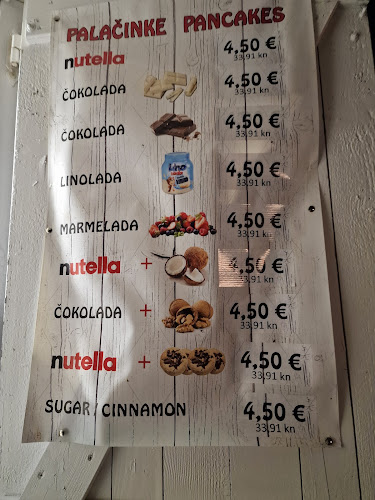 PALAČINKE PANCAKES
nutella 4,50 €
33,91 kn
ČOKOLADA 4,50 €
33,91 kn
ČOKOLADA 4,50 €
33,91 kn
LINOLADA Lino 4,50 €
33,91 kn
MARMELADA 4,50 €
33,91 kn
nutella + 4,50 €
33,91 kn
ČOKOLADA + 4,50 €
33,91 kn
nutella + 4,50 €
33,91 kn
SUGAR / CINNAMON 4,50 €
33,91 kn